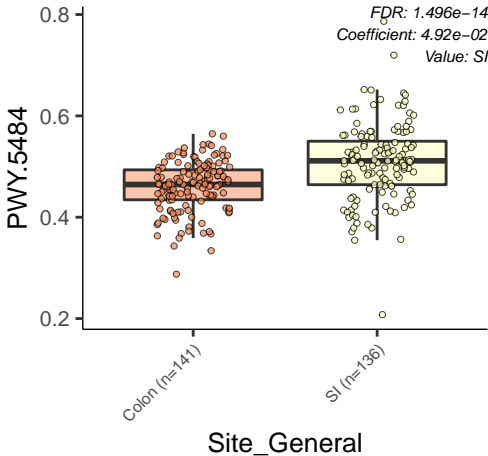 FDR: 1.496e−14
Coefficient: 4.92e−02
Value: SI
0.8
0.6
0.4
0.2
PWY.5484
Colon (n=141)
SI (n=136)
Site_General